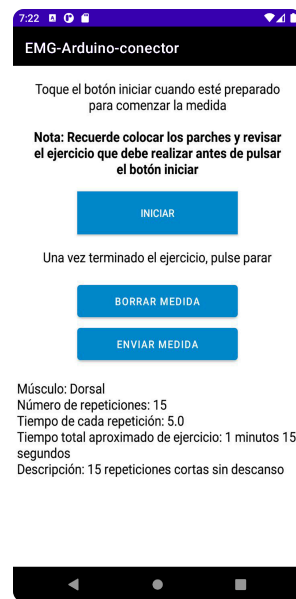 7:22
EMG-Arduino-conector
Toque el botón iniciar cuando esté preparado
para comenzar la medida
Nota: Recuerde colocar los parches y revisar
el ejercicio que debe realizar antes de pulsar
el botón iniciar
INICIAR
Una vez terminado el ejercicio, pulse parar
BORRAR MEDIDA
ENVIAR MEDIDA
Músculo: Dorsal
Número de repeticiones: 15
Tiempo de cada repetición: 5.0
Tiempo total aproximado de ejercicio: 1 minutos 15
segundos
Descripción: 15 repeticiones cortas sin descanso